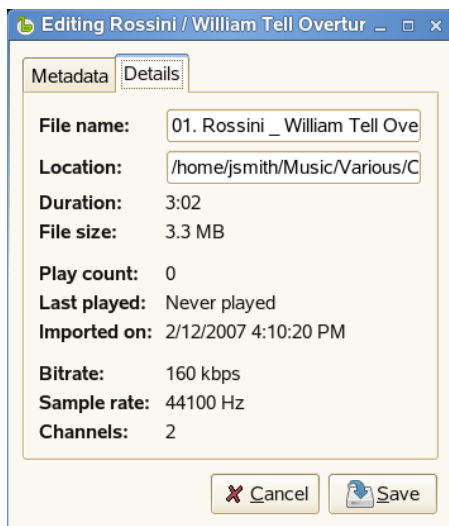 Editing Rossini / William Tell Overtur
Metadata Details
File name: 01. Rossini _ William Tell Ove
Location: /home/jsmith/Music/Various/C
Duration: 3:02
File size: 3.3 MB
Play count: 0
Last played: Never played
Imported on: 2/12/2007 4:10:20 PM
Bitrate: 160 kbps
Sample rate: 44100 Hz
Channels: 2
Cancel Save